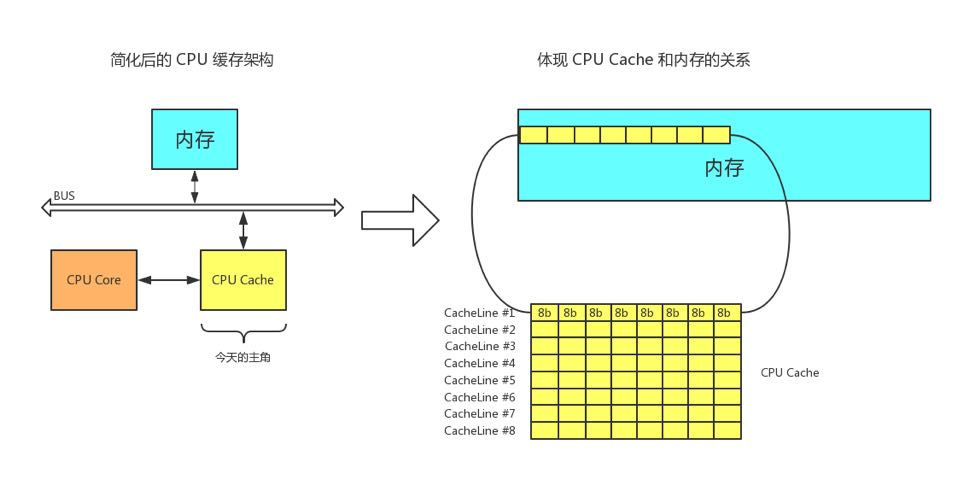 简化后的 CPU 缓存架构
内存
BUS
CPU Core
CPU Cache
今天的主角
体现 CPU Cache 和内存的关系
内存
CacheLine #1 8b 8b 8b 8b 8b 8b 8b 8b
CacheLine #2
CacheLine #3
CacheLine #4
CacheLine #5
CacheLine #6
CacheLine #7
CacheLine #8
CPU Cache